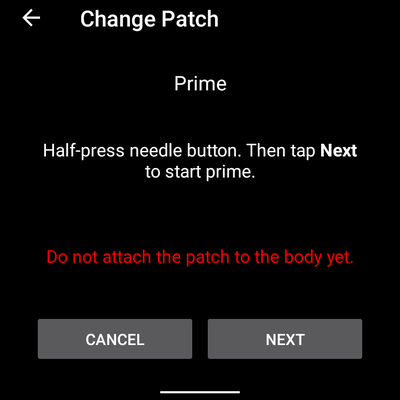 Change Patch
Prime
Half-press needle button. Then tap Next
to start prime.
Do not attach the patch to the body yet.
CANCEL NEXT